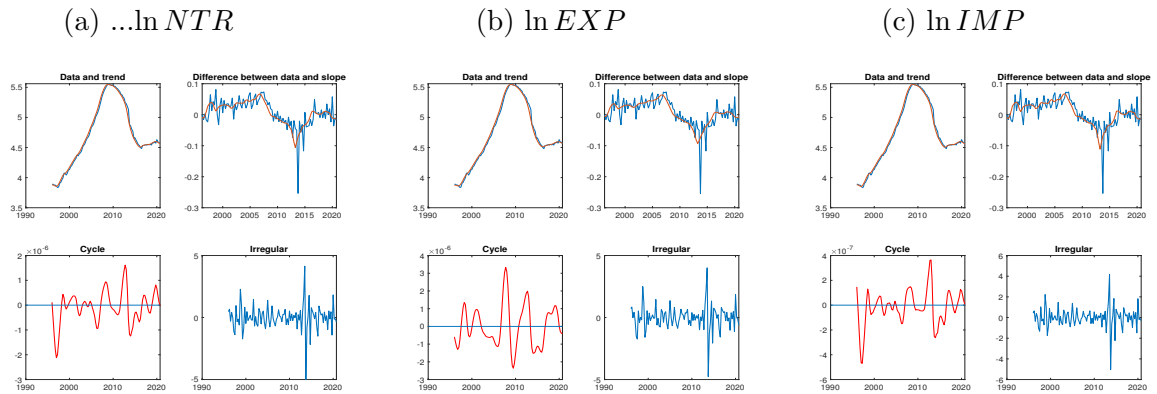 (a) ...ln NTR (b) ln EXP (c) ln IMP
Data and trend Difference between data and slope Data and trend Difference between data and slope Data and trend Difference between data and slope
5.5 0.1 5.5 0.1 5.5 0.1
5 0 5 0 5 0
4.5 -0.1 4.5 -0.1 4.5 -0.1
4 -0.2 4 -0.2 4 -0.2
3.5 -0.3 3.5 -0.3 3.5 -0.3
1990 2000 2010 2020 2000 2005 2010 2015 2020 1990 2000 2010 2020 2000 2005 2010 2015 2020 1990 2000 2010 2020 2000 2005 2010 2015 2020
×10⁻⁶ Cycle Irregular ×10⁻⁶ Cycle Irregular ×10⁻⁷ Cycle Irregular
2 5 4 5 4 6
1 3 2 4
0 2 0 2
-1 0 1 0 -2 0
-2 0 -4 -2
-3 -5 -1 -5 -6 -4
-2 -6
-3
1990 2000 2010 2020 1990 2000 2010 2020 1990 2000 2010 2020 1990 2000 2010 2020 1990 2000 2010 2020 1990 2000 2010 2020